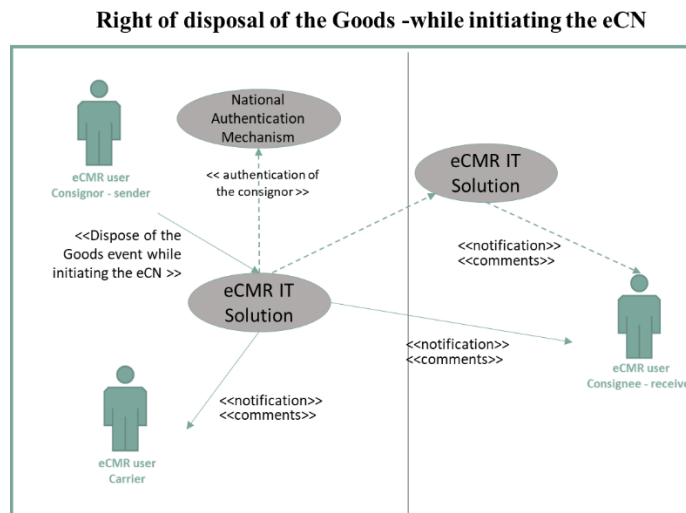 Right of disposal of the Goods -while initiating the eCN
National
Authentication
Mechanism
eCMR user
Consignor - sender
<< authentication of
the consignor >>
eCMR IT
Solution
<<Dispose of the
Goods event while
initiating the eCN >>
<<notification>>
<<comments>>
eCMR IT
Solution
<<notification>>
<<comments>>
eCMR user
Consignee - receive
<<notification>>
<<comments>>
eCMR user
Carrier